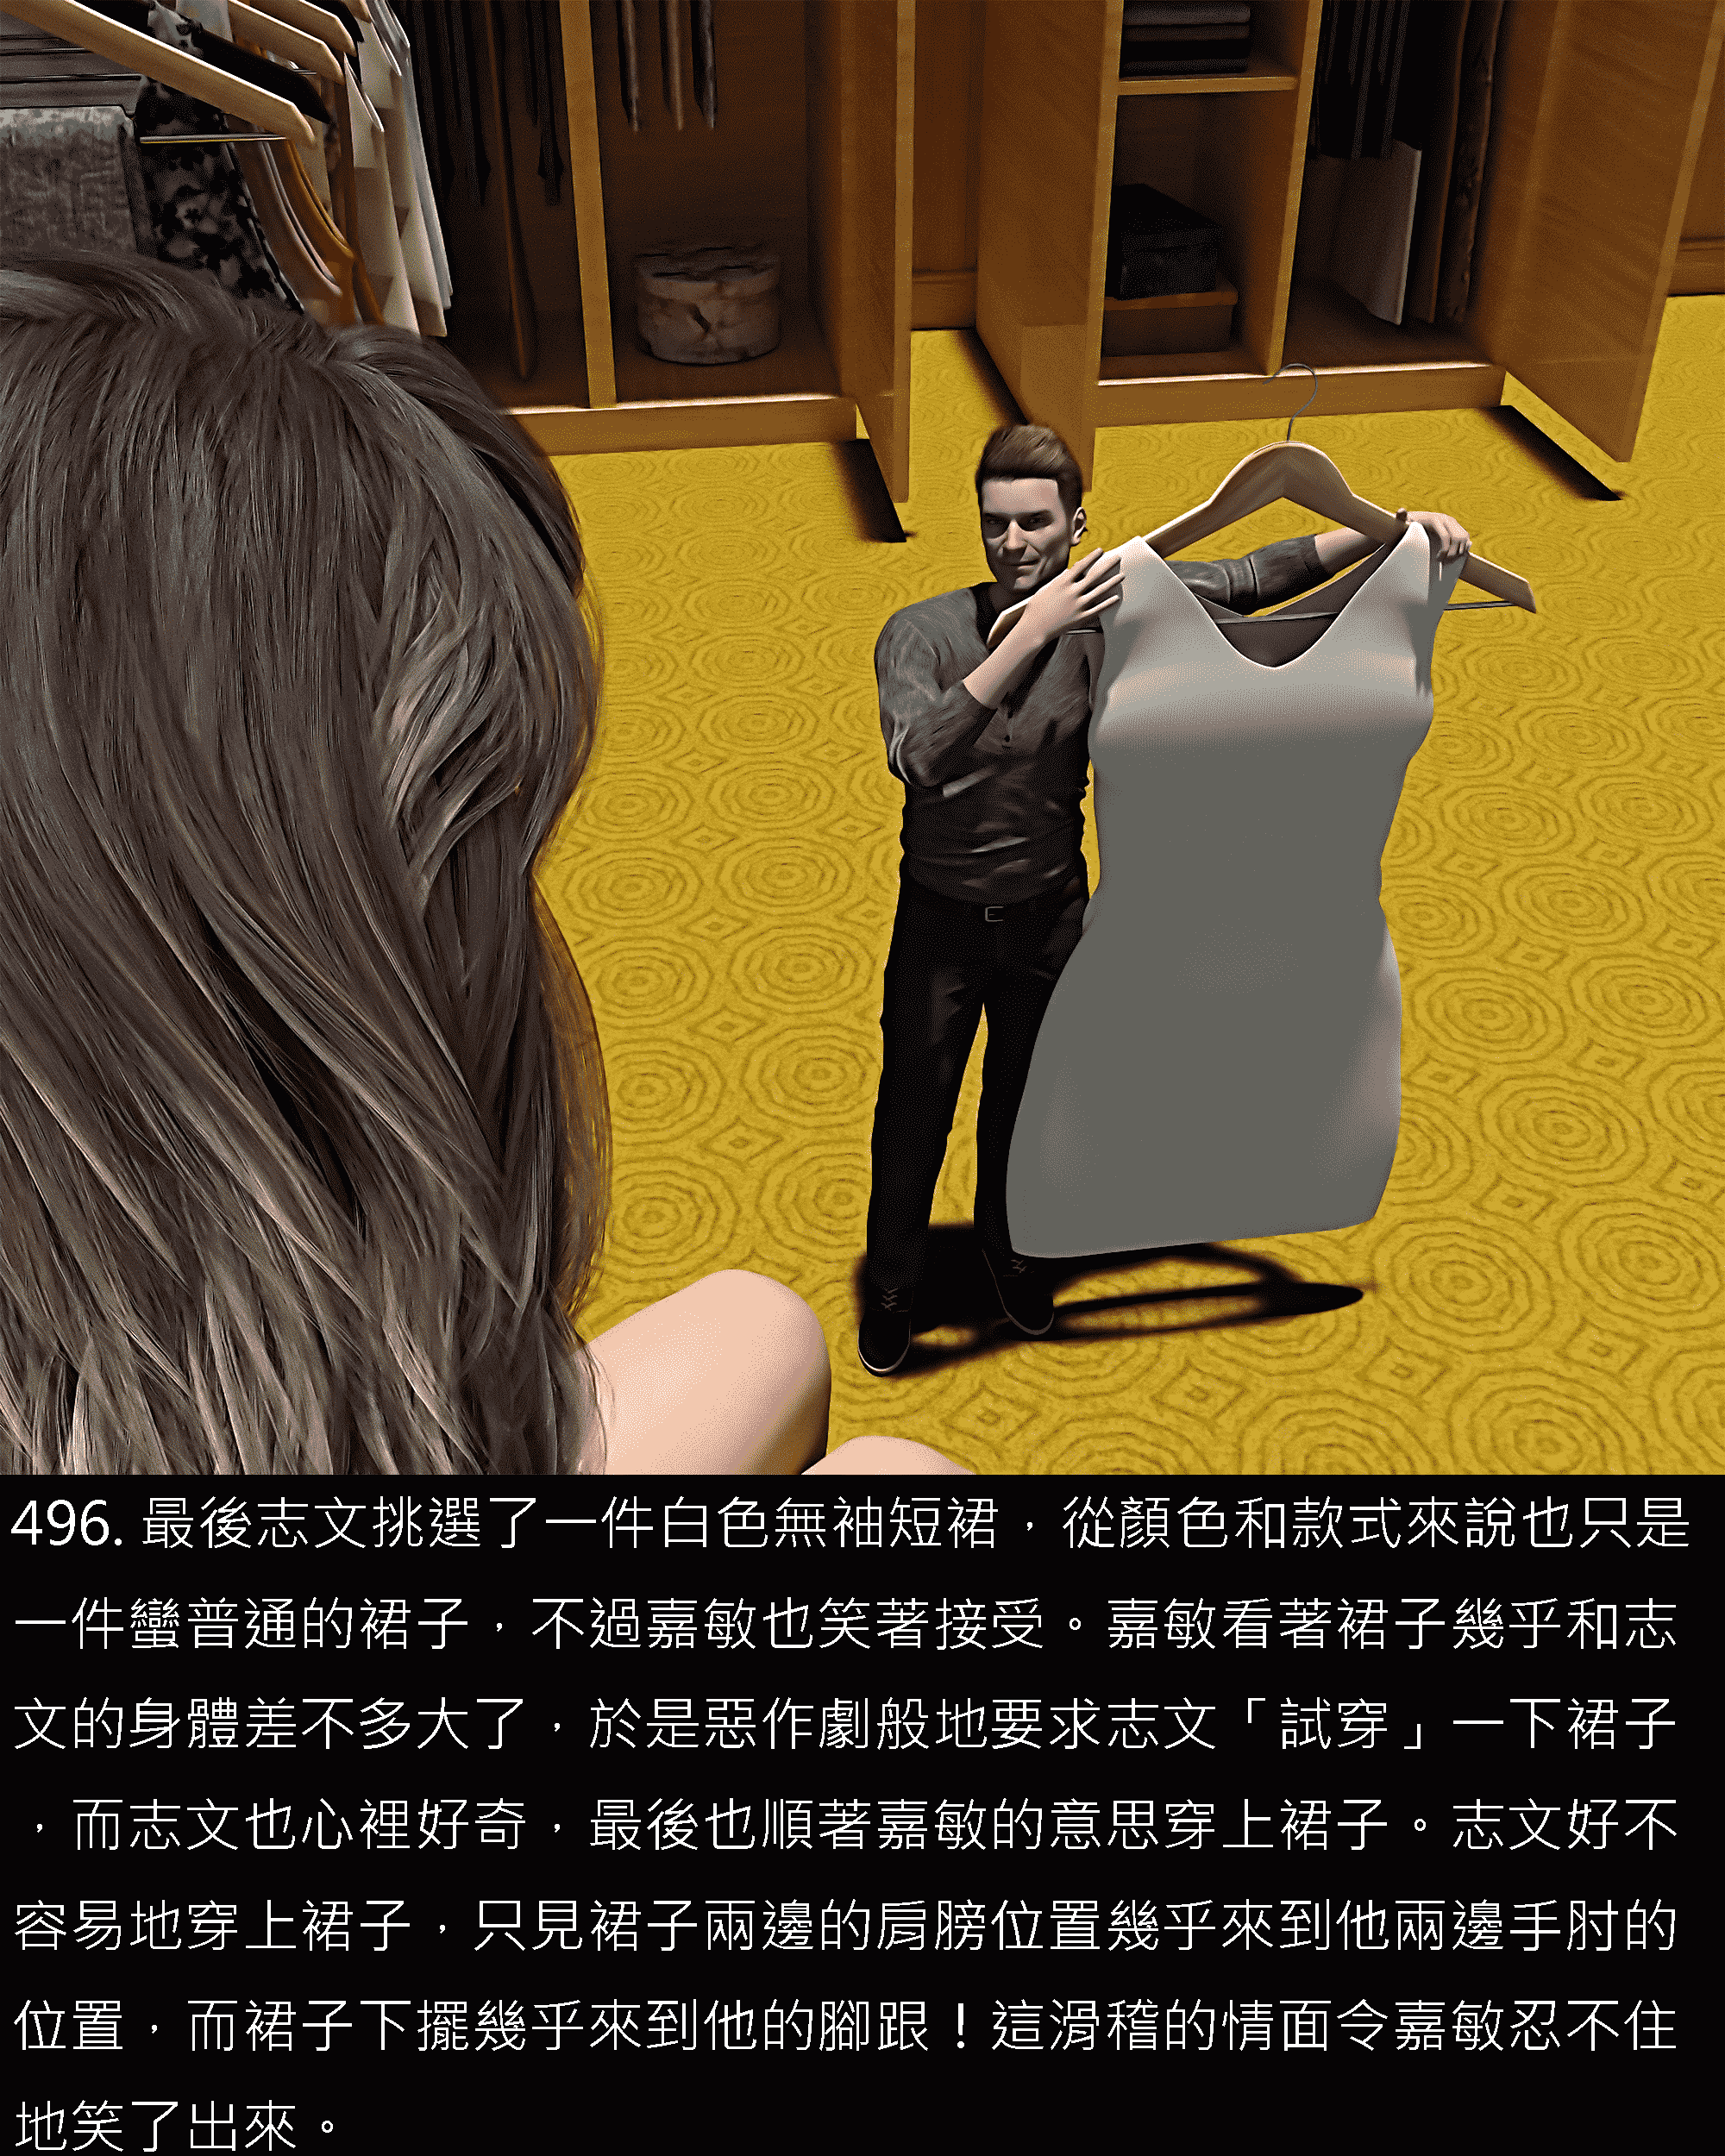 496. 最後志文挑選了一件白色無袖短裙，從顏色和款式來說也只是
一件蠻普通的裙子，不過嘉敏也笑著接受。嘉敏看著裙子幾乎和志
文的身體差不多大了，於是惡作劇般地要求志文「試穿」一下裙子
，而志文也心裡好奇，最後也順著嘉敏的意思穿上裙子。志文好不
容易地穿上裙子，只見裙子兩邊的肩膀位置幾乎來到他兩邊手肘的
位置，而裙子下擺幾乎來到他的腳跟！這滑稽的情面令嘉敏忍不住
地笑了出來。